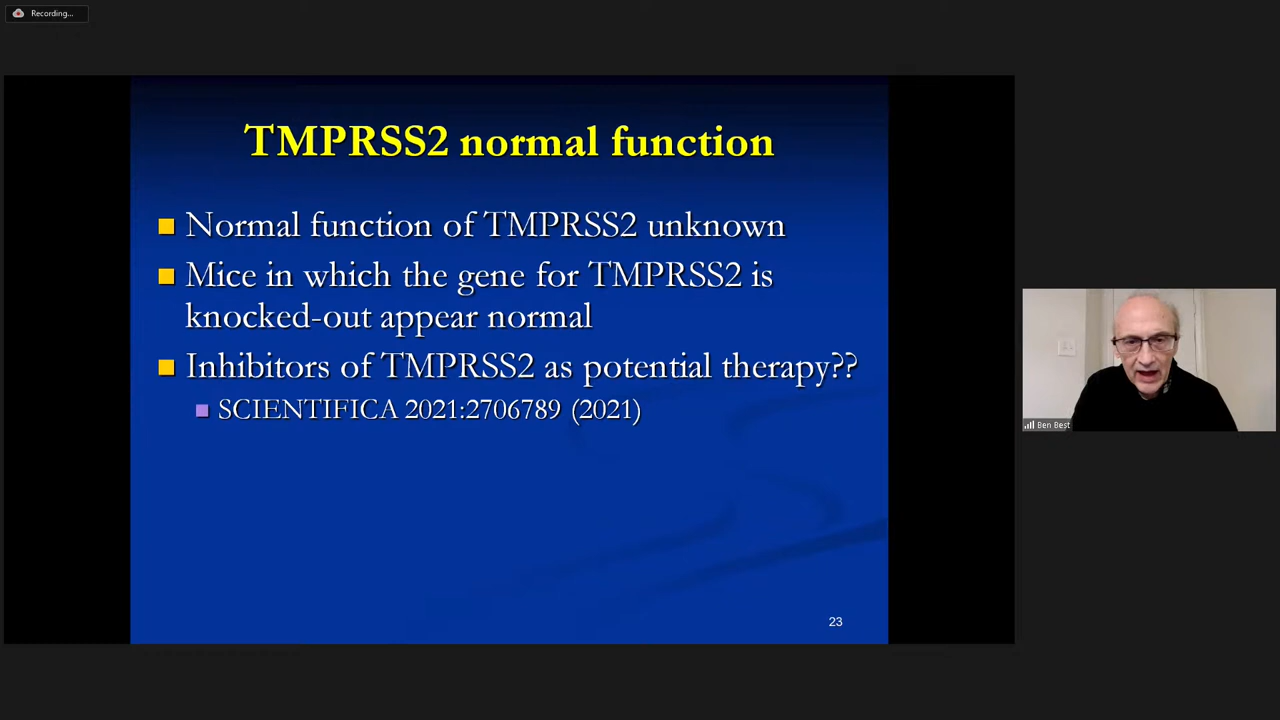 Recording...
TMPRSS2 normal function
Normal function of TMPRSS2 unknown
Mice in which the gene for TMPRSS2 is
knocked-out appear normal
Inhibitors of TMPRSS2 as potential therapy??
SCIENTIFICA 2021:2706789 (2021)
23
Ben Best